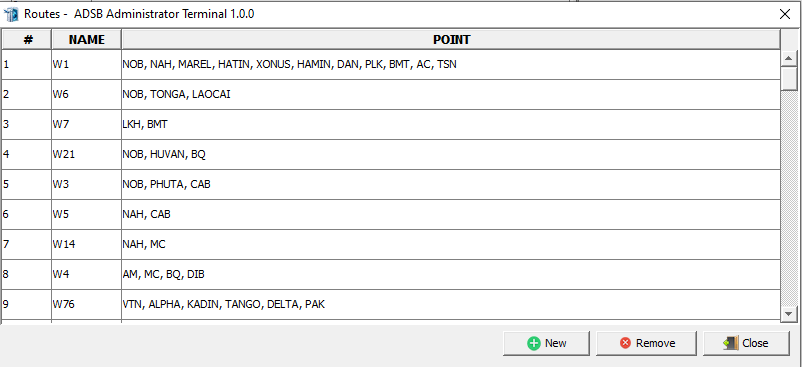 Routes -  ADSB Administrator Terminal 1.0.0
# NAME POINT
1 W1 NOB, NAH, MAREL, HATIN, XONUS, HAMIN, DAN, PLK, BMT, AC, TSN
2 W6 NOB, TONGA, LAOCAI
3 W7 LKH, BMT
4 W21 NOB, HUVAN, BQ
5 W3 NOB, PHUTA, CAB
6 W5 NAH, CAB
7 W14 NAH, MC
8 W4 AM, MC, BQ, DIB
9 W76 VTN, ALPHA, KADIN, TANGO, DELTA, PAK
New Remove Close